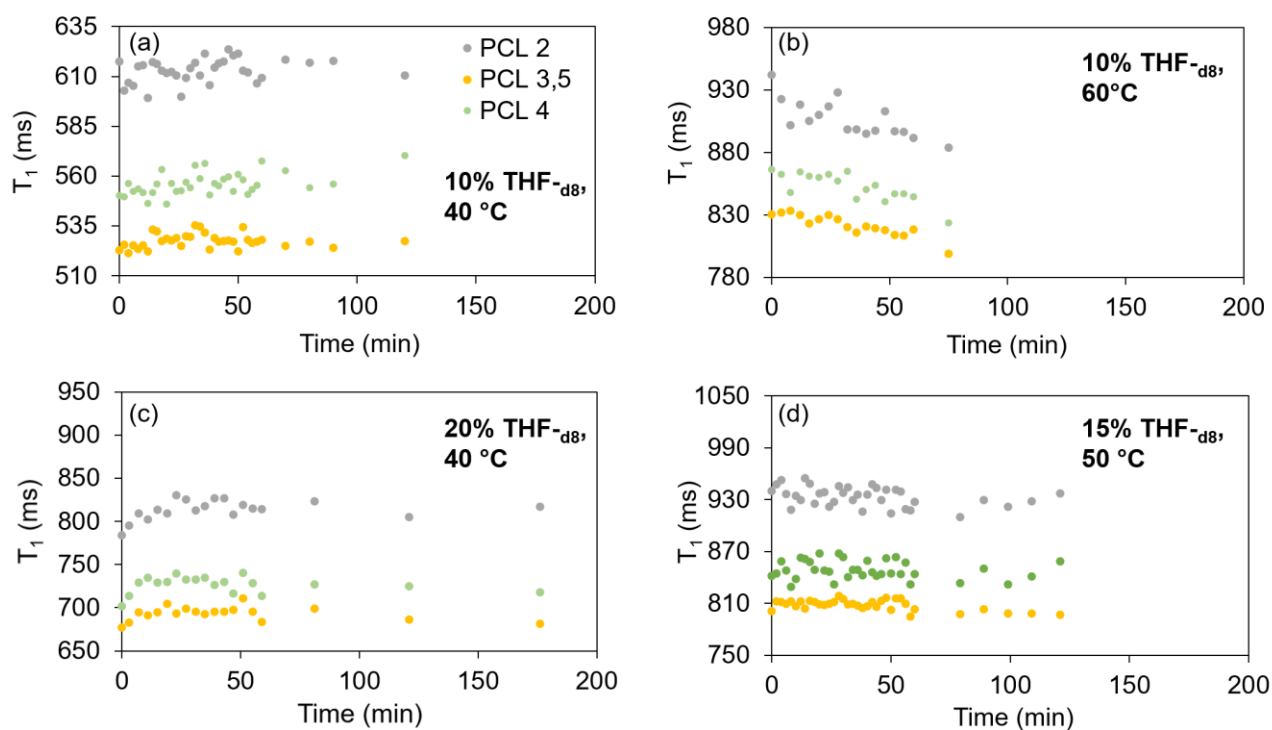 (a)
635
610
585
560
535
510
T1 (ms)
0
50
100
150
200
Time (min)
PCL 2
PCL 3,5
PCL 4
10% THF-d8,
40 °C
(b)
980
930
880
830
780
T1 (ms)
0
50
100
150
200
Time (min)
10% THF-d8,
60°C
(c)
950
900
850
800
750
700
650
T1 (ms)
0
50
100
150
200
Time (min)
20% THF-d8,
40 °C
(d)
1050
990
930
870
810
750
T1 (ms)
0
50
100
150
200
Time (min)
15% THF-d8,
50 °C